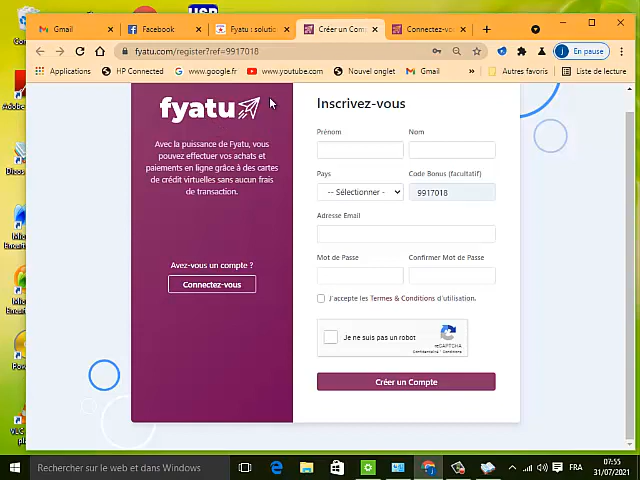 Gmail
Facebook
Fyatu : solutio
Créer un Com
Connectez-vo
fyatu.com/register?ref=9917018
j En pause
Applications
HP Connected
www.google.fr
www.youtube.com
Nouvel onglet
Gmail
Autres favoris
Liste de lecture
fyatu
Avec la puissance de Fyatu, vous
pouvez effectuer vos achats et
paiements en ligne grâce à des cartes
de crédit virtuelles sans aucun frais
de transaction.
Avez-vous un compte ?
Connectez-vous
Inscrivez-vous
Prénom
Nom
Pays
Code Bonus (facultatif)
-- Sélectionner -
9917018
Adresse Email
Mot de Passe
Confirmer Mot de Passe
J'accepte les Termes & Conditions d'utilisation.
Je ne suis pas un robot
reCAPTCHA
Confidentialité - Conditions
Créer un Compte
Rechercher sur le web et dans Windows
FRA
07:55
31/07/2021